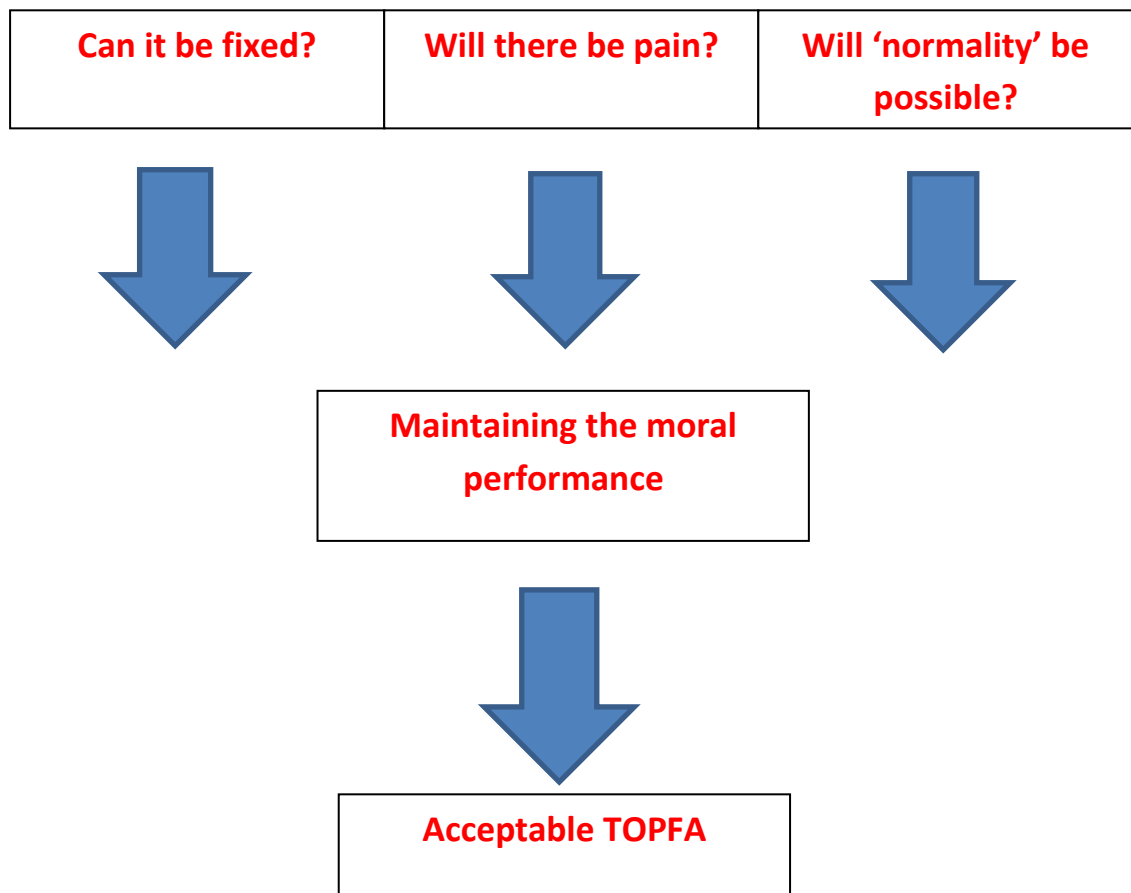 Can it be fixed?
Will there be pain?
Will ‘normality’ be
possible?
Maintaining the moral
performance
Acceptable TOPFA